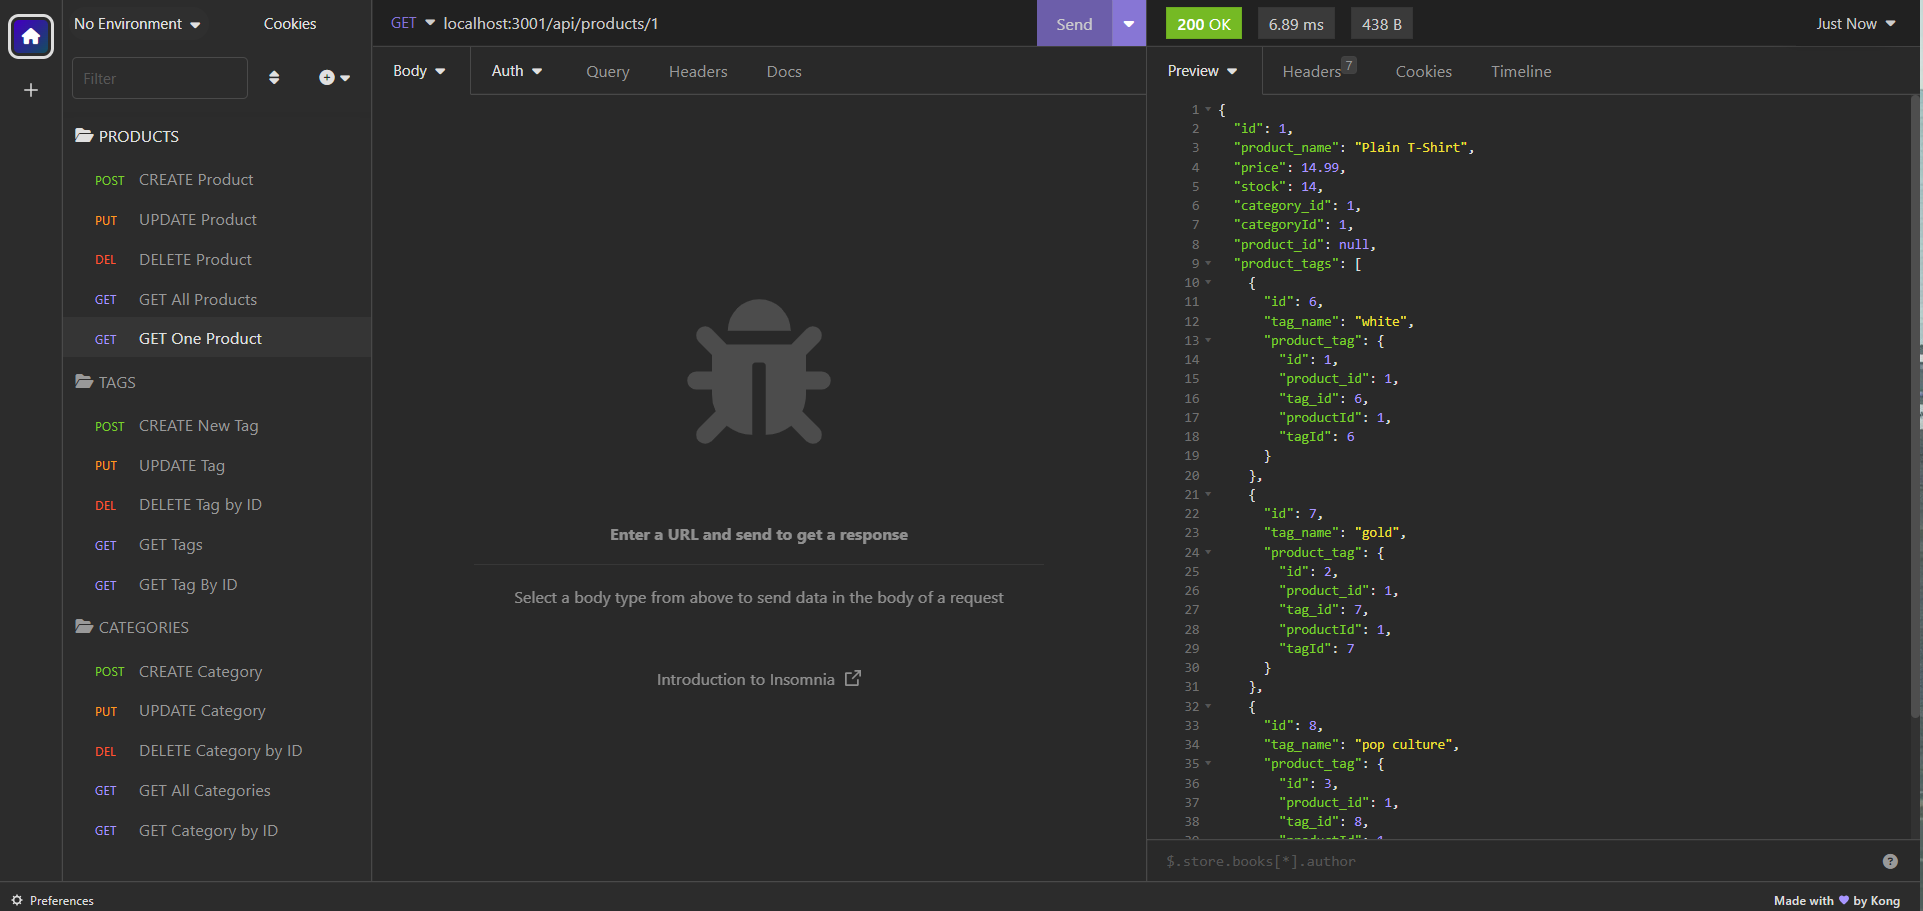 No Environment
Cookies
Filter
PRODUCTS
POST CREATE Product
PUT UPDATE Product
DEL DELETE Product
GET GET All Products
GET GET One Product
TAGS
POST CREATE New Tag
PUT UPDATE Tag
DEL DELETE Tag by ID
GET GET Tags
GET GET Tag By ID
CATEGORIES
POST CREATE Category
PUT UPDATE Category
DEL DELETE Category by ID
GET GET All Categories
GET GET Category by ID
Preferences
GET localhost:3001/api/products/1
Send
Body Auth Query Headers Docs
Enter a URL and send to get a response
Select a body type from above to send data in the body of a request
Introduction to Insomnia
200 OK 6.89 ms 438 B Just Now
Preview Headers 7 Cookies Timeline
1 {
2 "id": 1,
3 "product_name": "Plain T-Shirt",
4 "price": 14.99,
5 "stock": 14,
6 "category_id": 1,
7 "categoryId": 1,
8 "product_id": null,
9 "product_tags": [
10 {
11 "id": 6,
12 "tag_name": "white",
13 "product_tag": {
14 "id": 1,
15 "product_id": 1,
16 "tag_id": 6,
17 "productId": 1,
18 "tagId": 6
19 }
20 },
21 {
22 "id": 7,
23 "tag_name": "gold",
24 "product_tag": {
25 "id": 2,
26 "product_id": 1,
27 "tag_id": 7,
28 "productId": 1,
29 "tagId": 7
30 }
31 },
32 {
33 "id": 8,
34 "tag_name": "pop culture",
35 "product_tag": {
36 "id": 3,
37 "product_id": 1,
38 "tag_id": 8,
$.store.books[*].author
Made with by Kong